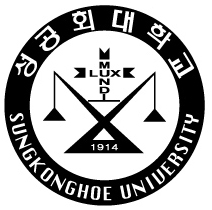 성공회대학교
LUX
MUNDI
1914
SUNGKONGHOE UNIVERSITY